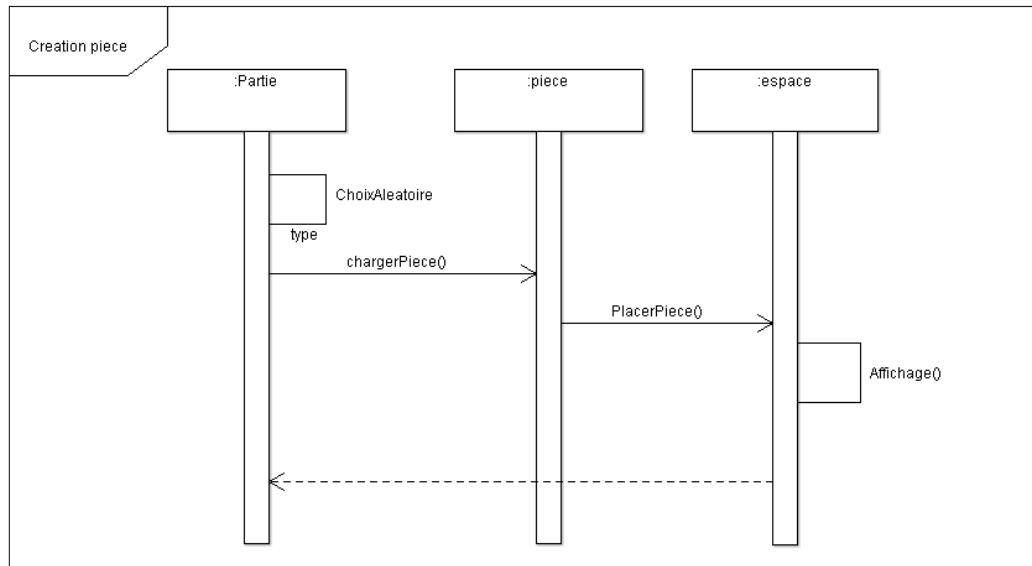 Creation piece
:Partie
:piece
:espace
ChoixAleatoire
type
chargerPiece()
PlacerPiece()
Affichage()